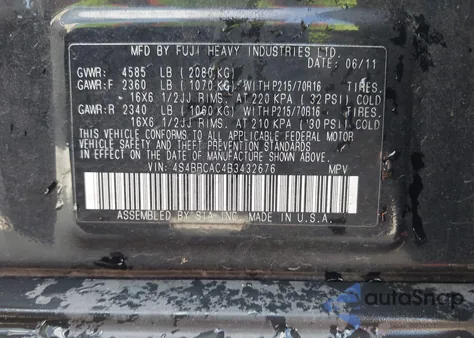 MFD BY FUJI HEAVY INDUSTRIES LTD.
DATE 06/11
GVWR: 4585 LB (2080 KG)
GAWR:F 2360 LB (1070 KG) WITH P215/70R16 TIRES.
16X6 1/2JJ RIMS. AT 220 KPA (32 PSI) COLD
GAWR:R 2340 LB (1060 KG) WITH P215/70R16 TIRES.
16X6 1/2JJ RIMS. AT 210 KPA (30 PSI) COLD
THIS VEHICLE CONFORMS TO ALL APPLICABLE FEDERAL MOTOR
VEHICLE SAFETY AND BUMPER STANDARDS
IN EFFECT ON THE DATE OF MANUFACTURE SHOWN ABOVE.
VIN: 4S4BRCAC4B3432676 MPV
ASSEMBLED BY SIA INC. MADE IN U.S.A.
autoSnap